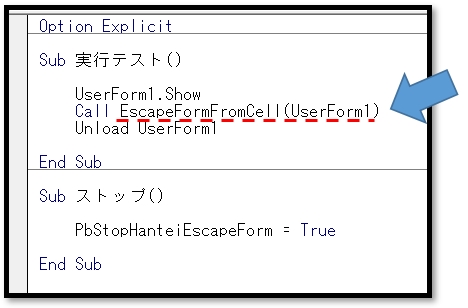 Option Explicit
Sub 実行テスト()
UserForm1.Show
Call EscapeFormFromCell(UserForm1)
Unload UserForm1
End Sub
Sub ストップ()
PbStopHanteiEscapeForm = True
End Sub